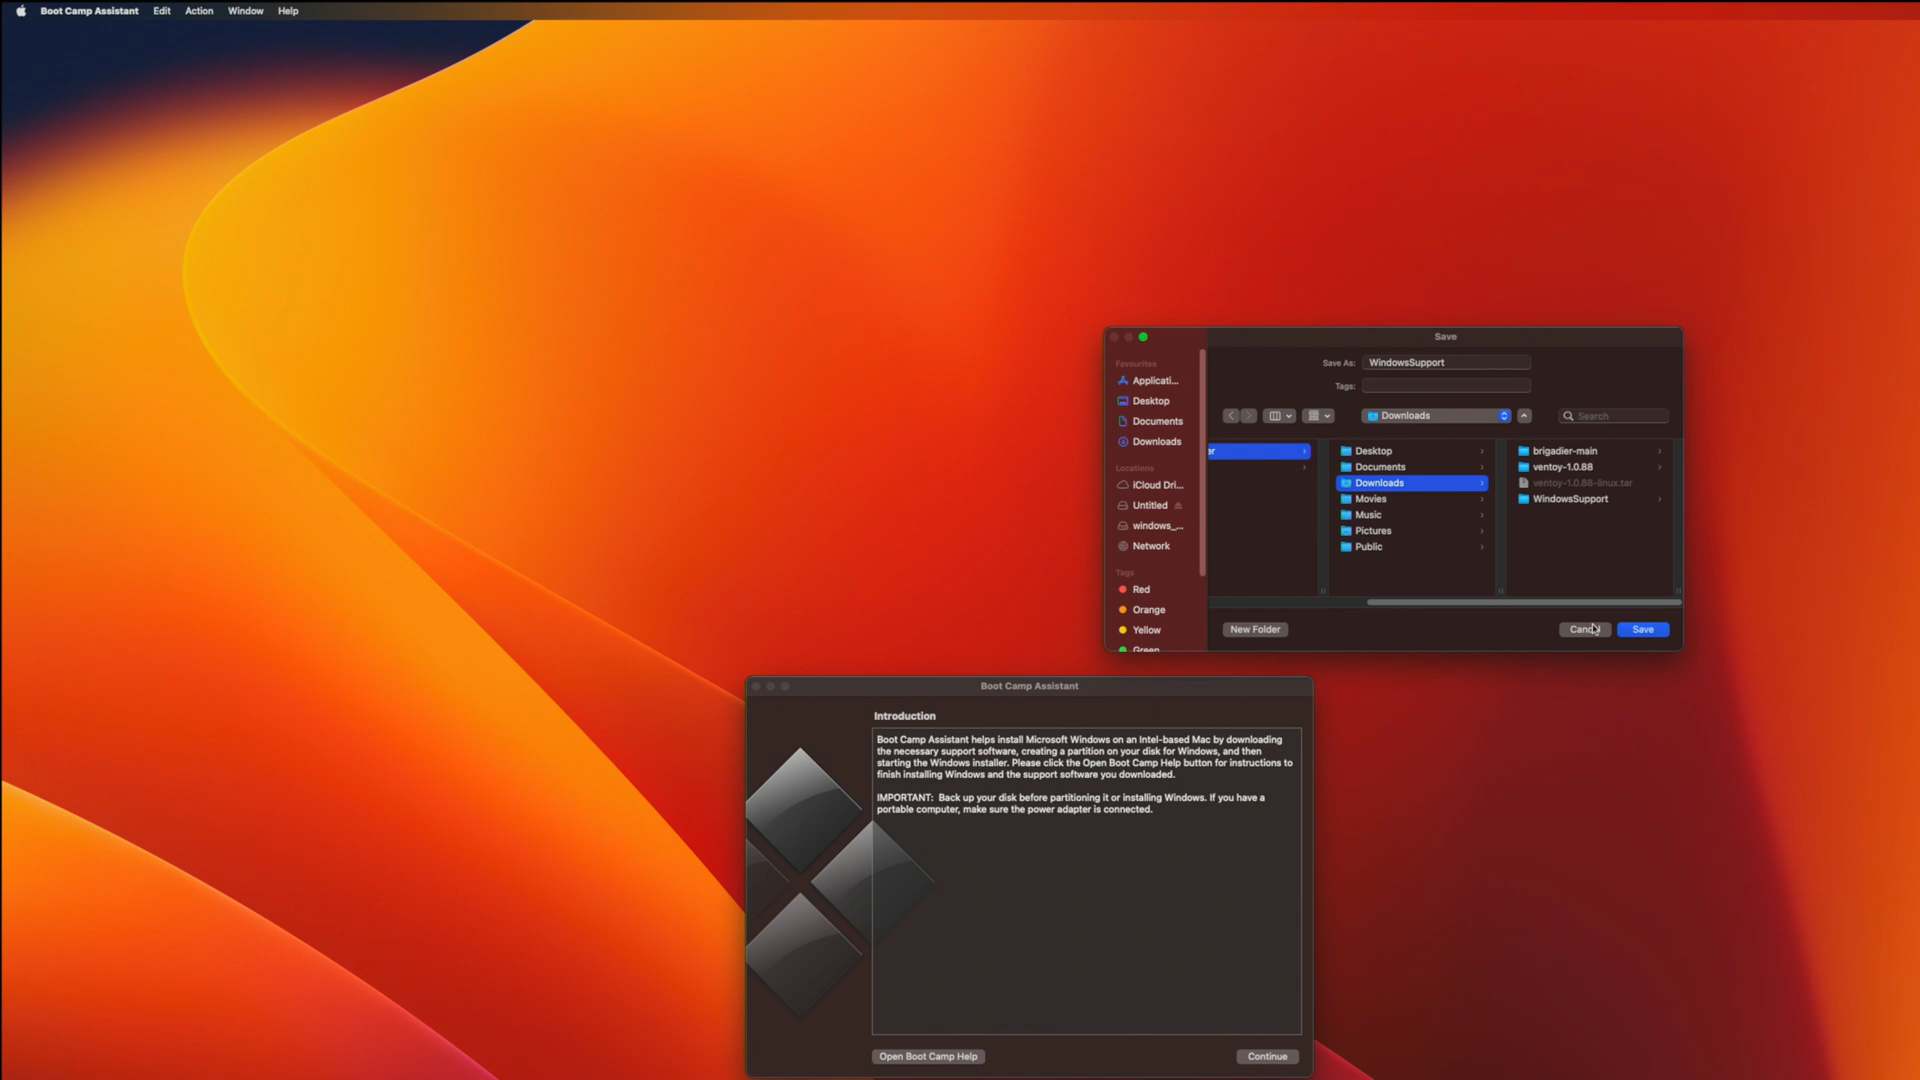 Boot Camp Assistant Edit Action Window Help
Save
Save As: WindowsSupport
Tags:
Favourites
Applicati...
Desktop
Documents
Downloads
Locations
iCloud Dri...
Untitled
windows_...
Network
Tags
Red
Orange
Yellow
Green
Downloads
Search
er
Desktop
Documents
Downloads
Movies
Music
Pictures
Public
brigadier-main
ventoy-1.0.88
ventoy-1.0.88-linux.tar
WindowsSupport
New Folder
Cancel
Save
Boot Camp Assistant
Introduction
Boot Camp Assistant helps install Microsoft Windows on an Intel-based Mac by downloading
the necessary support software, creating a partition on your disk for Windows, and then
starting the Windows installer. Please click the Open Boot Camp Help button for instructions to
finish installing Windows and the support software you downloaded.
IMPORTANT: Back up your disk before partitioning it or installing Windows. If you have a
portable computer, make sure the power adapter is connected.
Open Boot Camp Help
Continue